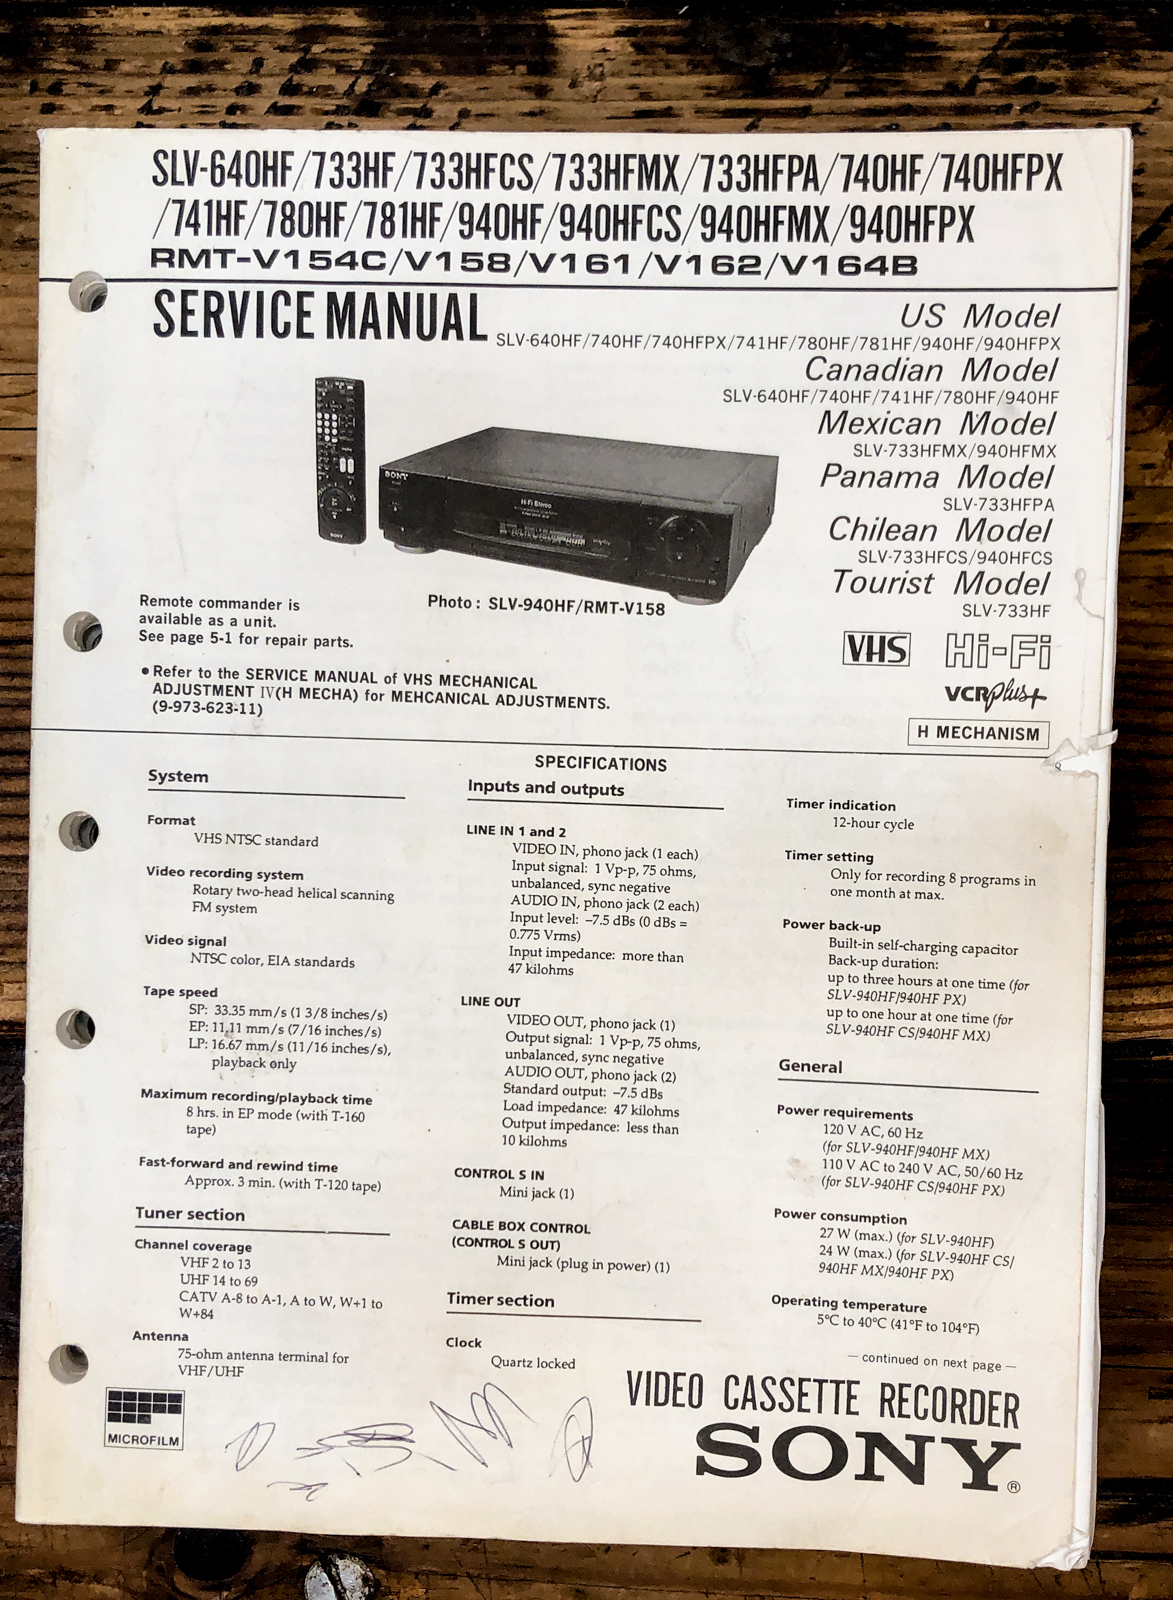 SLV-640HF/733HF/733HFCS/733HFMX/733HFPA/740HF/740HFPX
/741HF/780HF/781HF/940HF/940HFCS/940HFMX/940HFPX
RMT-V154C/V158/V161/V162/V164B
SERVICE MANUAL
US Model
SLV-640HF/740HF/740HFPX/741HF/780HF/781HF/940HF/940HFPX
Canadian Model
SLV-640HF/740HF/741HF/780HF/940HF
Mexican Model
SLV-733HFMX/940HFMX
Panama Model
SLV-733HFPA
Chilean Model
SLV-733HFCS/940HFCS
Tourist Model
SLV-733HF
SONY
Hi-Fi Stereo
SONY
Photo: SLV-940HF/RMT-V158
Remote commander is
available as a unit.
See page 5-1 for repair parts.
• Refer to the SERVICE MANUAL of VHS MECHANICAL
ADJUSTMENT IV(H MECHA) for MEHCANICAL ADJUSTMENTS.
(9-973-623-11)
VHS
Hi-Fi
VCR plus+
H MECHANISM
SPECIFICATIONS
System
Format
VHS NTSC standard
Video recording system
Rotary two-head helical scanning
FM system
Video signal
NTSC color, EIA standards
Tape speed
SP: 33.35 mm/s (1 3/8 inches/s)
EP: 11.11 mm/s (7/16 inches/s)
LP: 16.67 mm/s (11/16 inches/s),
playback only
Maximum recording/playback time
8 hrs. in EP mode (with T-160
tape)
Fast-forward and rewind time
Approx. 3 min. (with T-120 tape)
Tuner section
Channel coverage
VHF 2 to 13
UHF 14 to 69
CATV A-8 to A-1, A to W, W+1 to
W+84
Antenna
75-ohm antenna terminal for
VHF/UHF
Inputs and outputs
LINE IN 1 and 2
VIDEO IN, phono jack (1 each)
Input signal: 1 Vp-p, 75 ohms,
unbalanced, sync negative
AUDIO IN, phono jack (2 each)
Input level: –7.5 dBs (0 dBs =
0.775 Vrms)
Input impedance: more than
47 kilohms
LINE OUT
VIDEO OUT, phono jack (1)
Output signal: 1 Vp-p, 75 ohms,
unbalanced, sync negative
AUDIO OUT, phono jack (2)
Standard output: –7.5 dBs
Load impedance: 47 kilohms
Output impedance: less than
10 kilohms
CONTROL S IN
Mini jack (1)
CABLE BOX CONTROL
(CONTROL S OUT)
Mini jack (plug in power) (1)
Timer section
Clock
Quartz locked
Timer indication
12-hour cycle
Timer setting
Only for recording 8 programs in
one month at max.
Power back-up
Built-in self-charging capacitor
Back-up duration:
up to three hours at one time (for
SLV-940HF/940HF PX)
up to one hour at one time (for
SLV-940HF CS/940HF MX)
General
Power requirements
120 V AC, 60 Hz
(for SLV-940HF/940HF MX)
110 V AC to 240 V AC, 50/60 Hz
(for SLV-940HF CS/940HF PX)
Power consumption
27 W (max.) (for SLV-940HF)
24 W (max.) (for SLV-940HF CS/
940HF MX/940HF PX)
Operating temperature
5°C to 40°C (41°F to 104°F)
— continued on next page —
MICROFILM
VIDEO CASSETTE RECORDER
SONY®